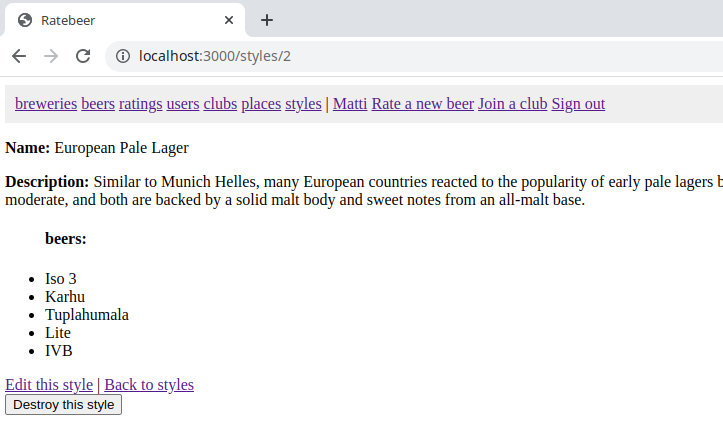 Ratebeer
localhost:3000/styles/2
breweries beers ratings users clubs places styles | Matti Rate a new beer Join a club Sign out
Name: European Pale Lager
Description: Similar to Munich Helles, many European countries reacted to the popularity of early pale lagers b
moderate, and both are backed by a solid malt body and sweet notes from an all-malt base.
beers:
Iso 3
Karhu
Tuplahumala
Lite
IVB
Edit this style | Back to styles
Destroy this style